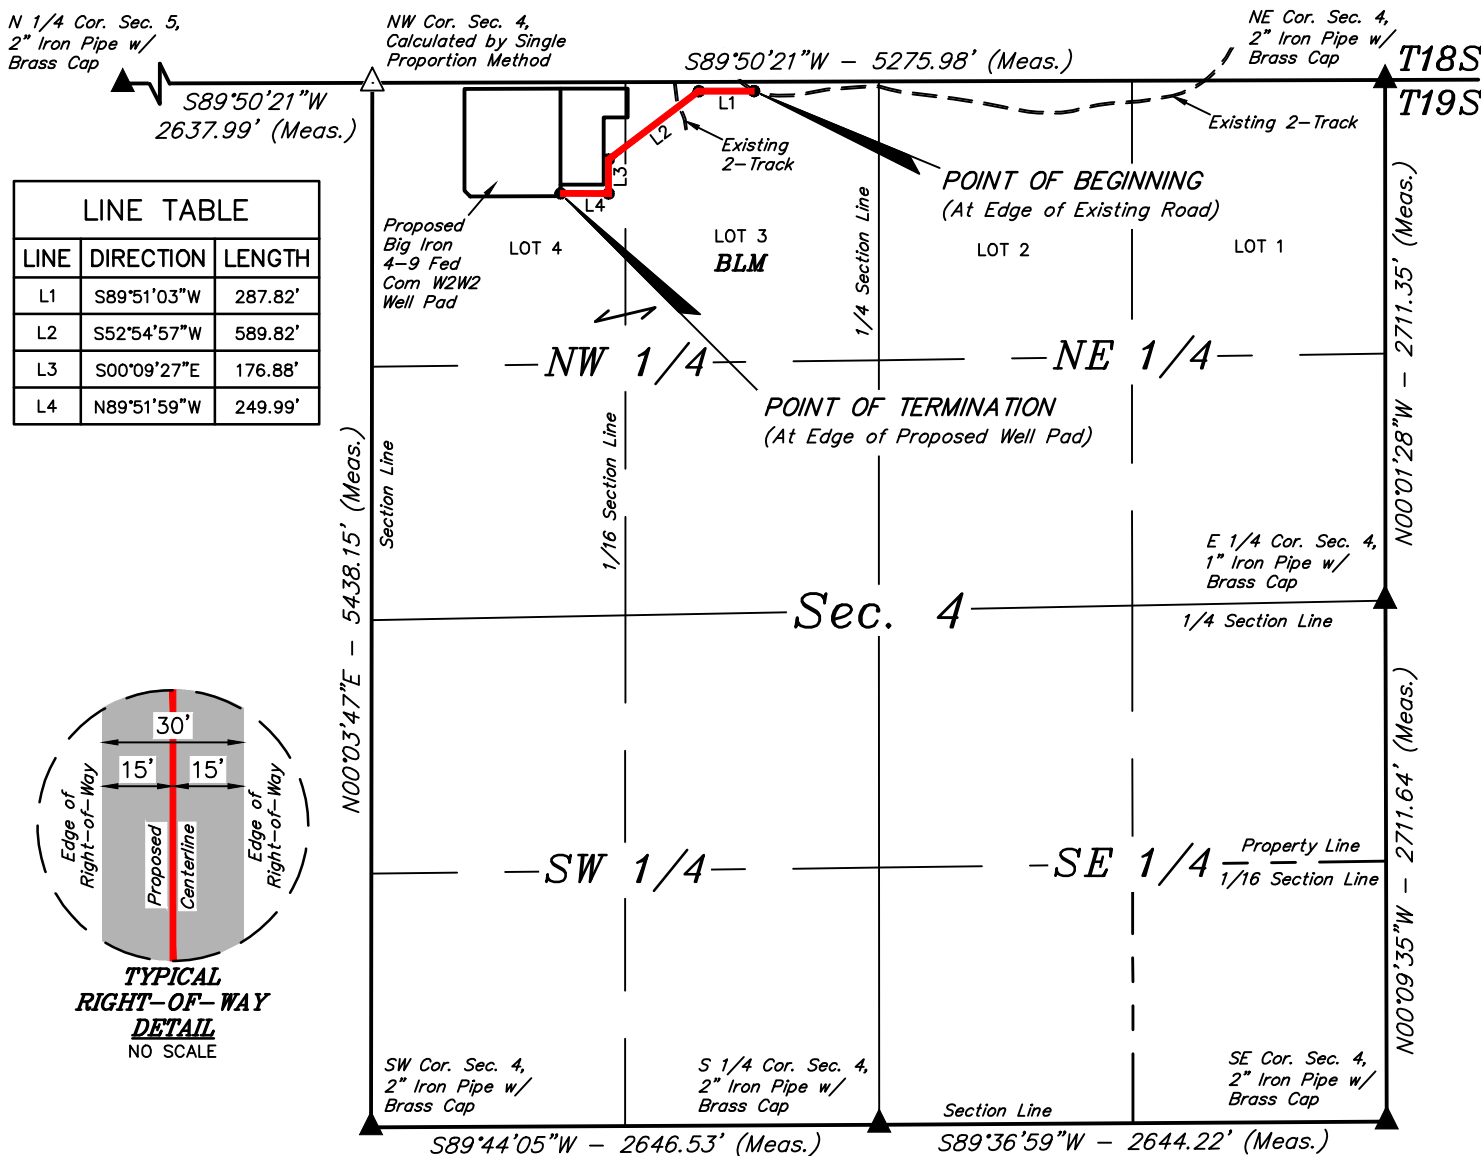 N 1/4 Cor. Sec. 5,
2" Iron Pipe w/
Brass Cap
NW Cor. Sec. 4,
Calculated by Single
Proportion Method
NE Cor. Sec. 4,
2" Iron Pipe w/
Brass Cap
S89°50'21"W - 5275.98' (Meas.)
T18S
T19S
S89°50'21"W
2637.99' (Meas.)
L1
L2
L3
L4
Existing
2-Track
Existing 2-Track
POINT OF BEGINNING
(At Edge of Existing Road)
LINE TABLE
LINE DIRECTION LENGTH
L1 S89°51'03"W 287.82'
L2 S52°54'57"W 589.82'
L3 S00°09'27"E 176.88'
L4 N89°51'59"W 249.99'
Proposed
Big Iron
4-9 Fed
Com W2W2
Well Pad
LOT 4
LOT 3
BLM
LOT 2
LOT 1
1/4 Section Line
N00°01'28"W - 2711.35' (Meas.)
NW 1/4
NE 1/4
POINT OF TERMINATION
(At Edge of Proposed Well Pad)
Section Line
1/16 Section Line
N00°03'47"E - 5438.15' (Meas.)
E 1/4 Cor. Sec. 4,
1" Iron Pipe w/
Brass Cap
Sec. 4
1/4 Section Line
30'
15' 15'
Edge of
Right-of-Way
Proposed
Centerline
Edge of
Right-of-Way
TYPICAL
RIGHT-OF-WAY
DETAIL
NO SCALE
SW 1/4
SE 1/4
Property Line
1/16 Section Line
N00°09'35"W - 2711.64' (Meas.)
SW Cor. Sec. 4,
2" Iron Pipe w/
Brass Cap
S 1/4 Cor. Sec. 4,
2" Iron Pipe w/
Brass Cap
SE Cor. Sec. 4,
2" Iron Pipe w/
Brass Cap
Section Line
S89°44'05"W - 2646.53' (Meas.)
S89°36'59"W - 2644.22' (Meas.)